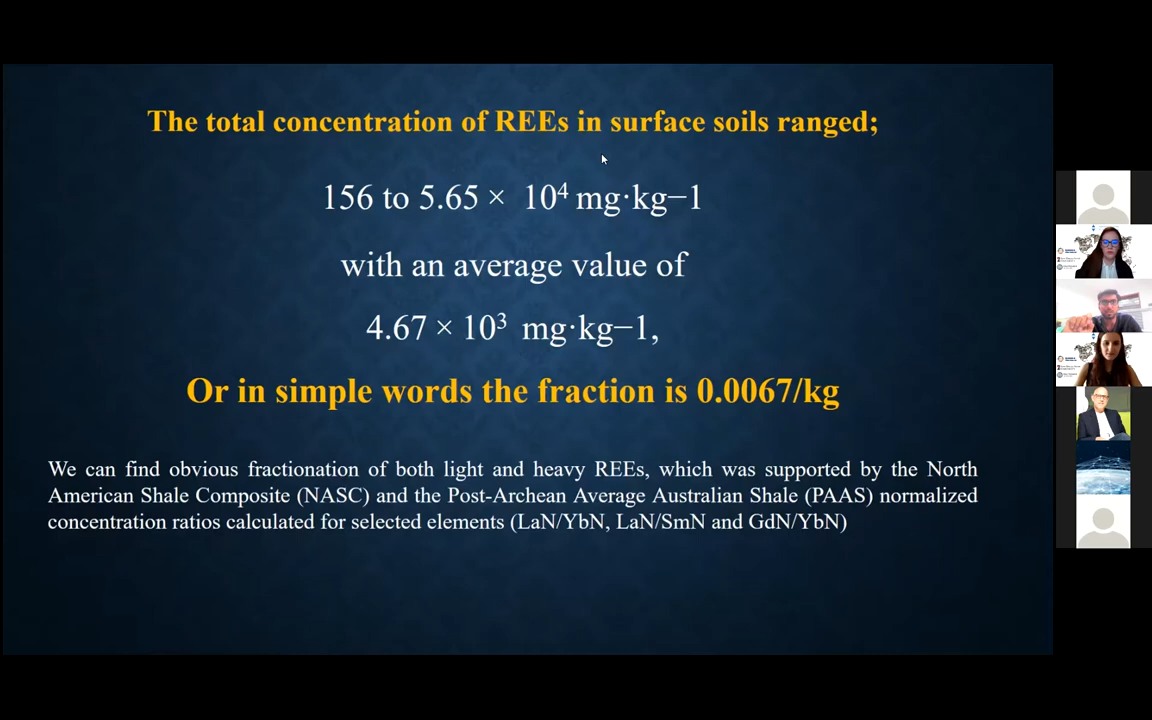 The total concentration of REEs in surface soils ranged;
156 to 5.65 × 10⁴ mg·kg−1
with an average value of
4.67 × 10³ mg·kg−1,
Or in simple words the fraction is 0.0067/kg
We can find obvious fractionation of both light and heavy REEs, which was supported by the North
American Shale Composite (NASC) and the Post-Archean Average Australian Shale (PAAS) normalized
concentration ratios calculated for selected elements (LaN/YbN, LaN/SmN and GdN/YbN)